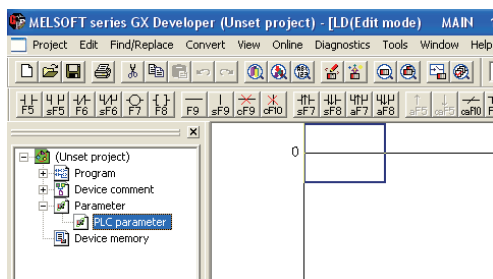 MELSOFT series GX Developer (Unset project) - [LD(Edit mode) MAIN
Project Edit Find/Replace Convert View Online Diagnostics Tools Window Help
F5 sF5 F6 sF6 F7 F8 F9 sF9 cF9 cF10 sF7 sF8 aF7 aF8 aF5 caF5 caF10 F
(Unset project)
0
Program
Device comment
Parameter
PLC parameter
Device memory